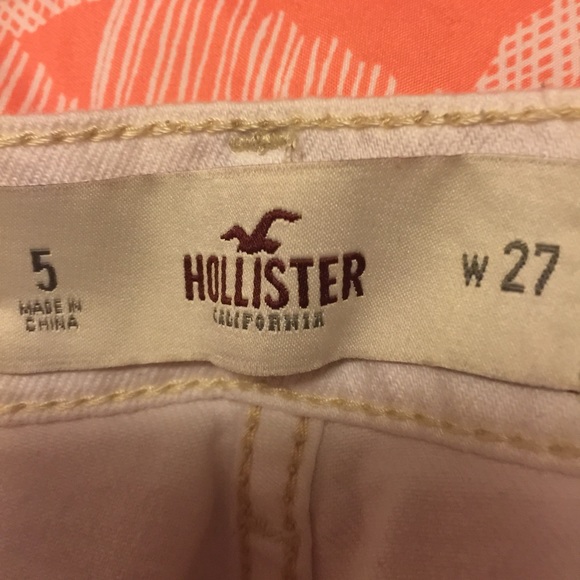 5
MADE IN
CHINA
HOLLISTER
CALIFORNIA
W 27